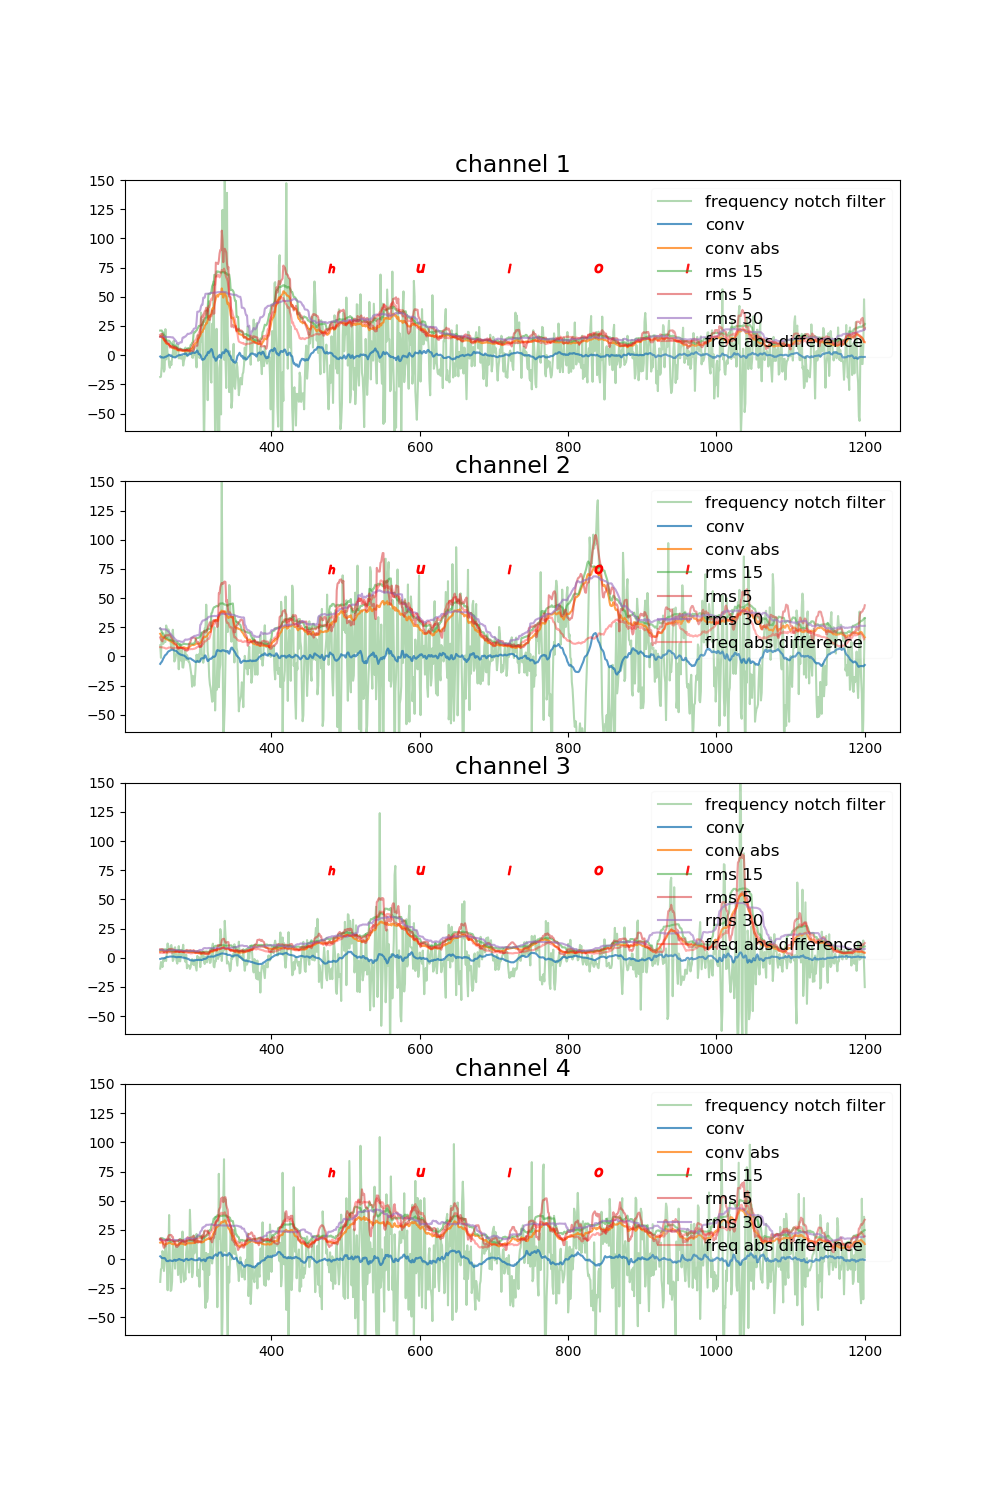 channel 1
150
125
100
75
50
25
0
−25
−50
frequency notch filter
conv
conv abs
rms 15
rms 5
rms 30
freq abs difference
h u l o l
400 600 800 1000 1200
channel 2
150
125
100
75
50
25
0
−25
−50
frequency notch filter
conv
conv abs
rms 15
rms 5
rms 30
freq abs difference
h u l o l
400 600 800 1000 1200
channel 3
150
125
100
75
50
25
0
−25
−50
frequency notch filter
conv
conv abs
rms 15
rms 5
rms 30
freq abs difference
h u l o l
400 600 800 1000 1200
channel 4
150
125
100
75
50
25
0
−25
−50
frequency notch filter
conv
conv abs
rms 15
rms 5
rms 30
freq abs difference
h u l o l
400 600 800 1000 1200